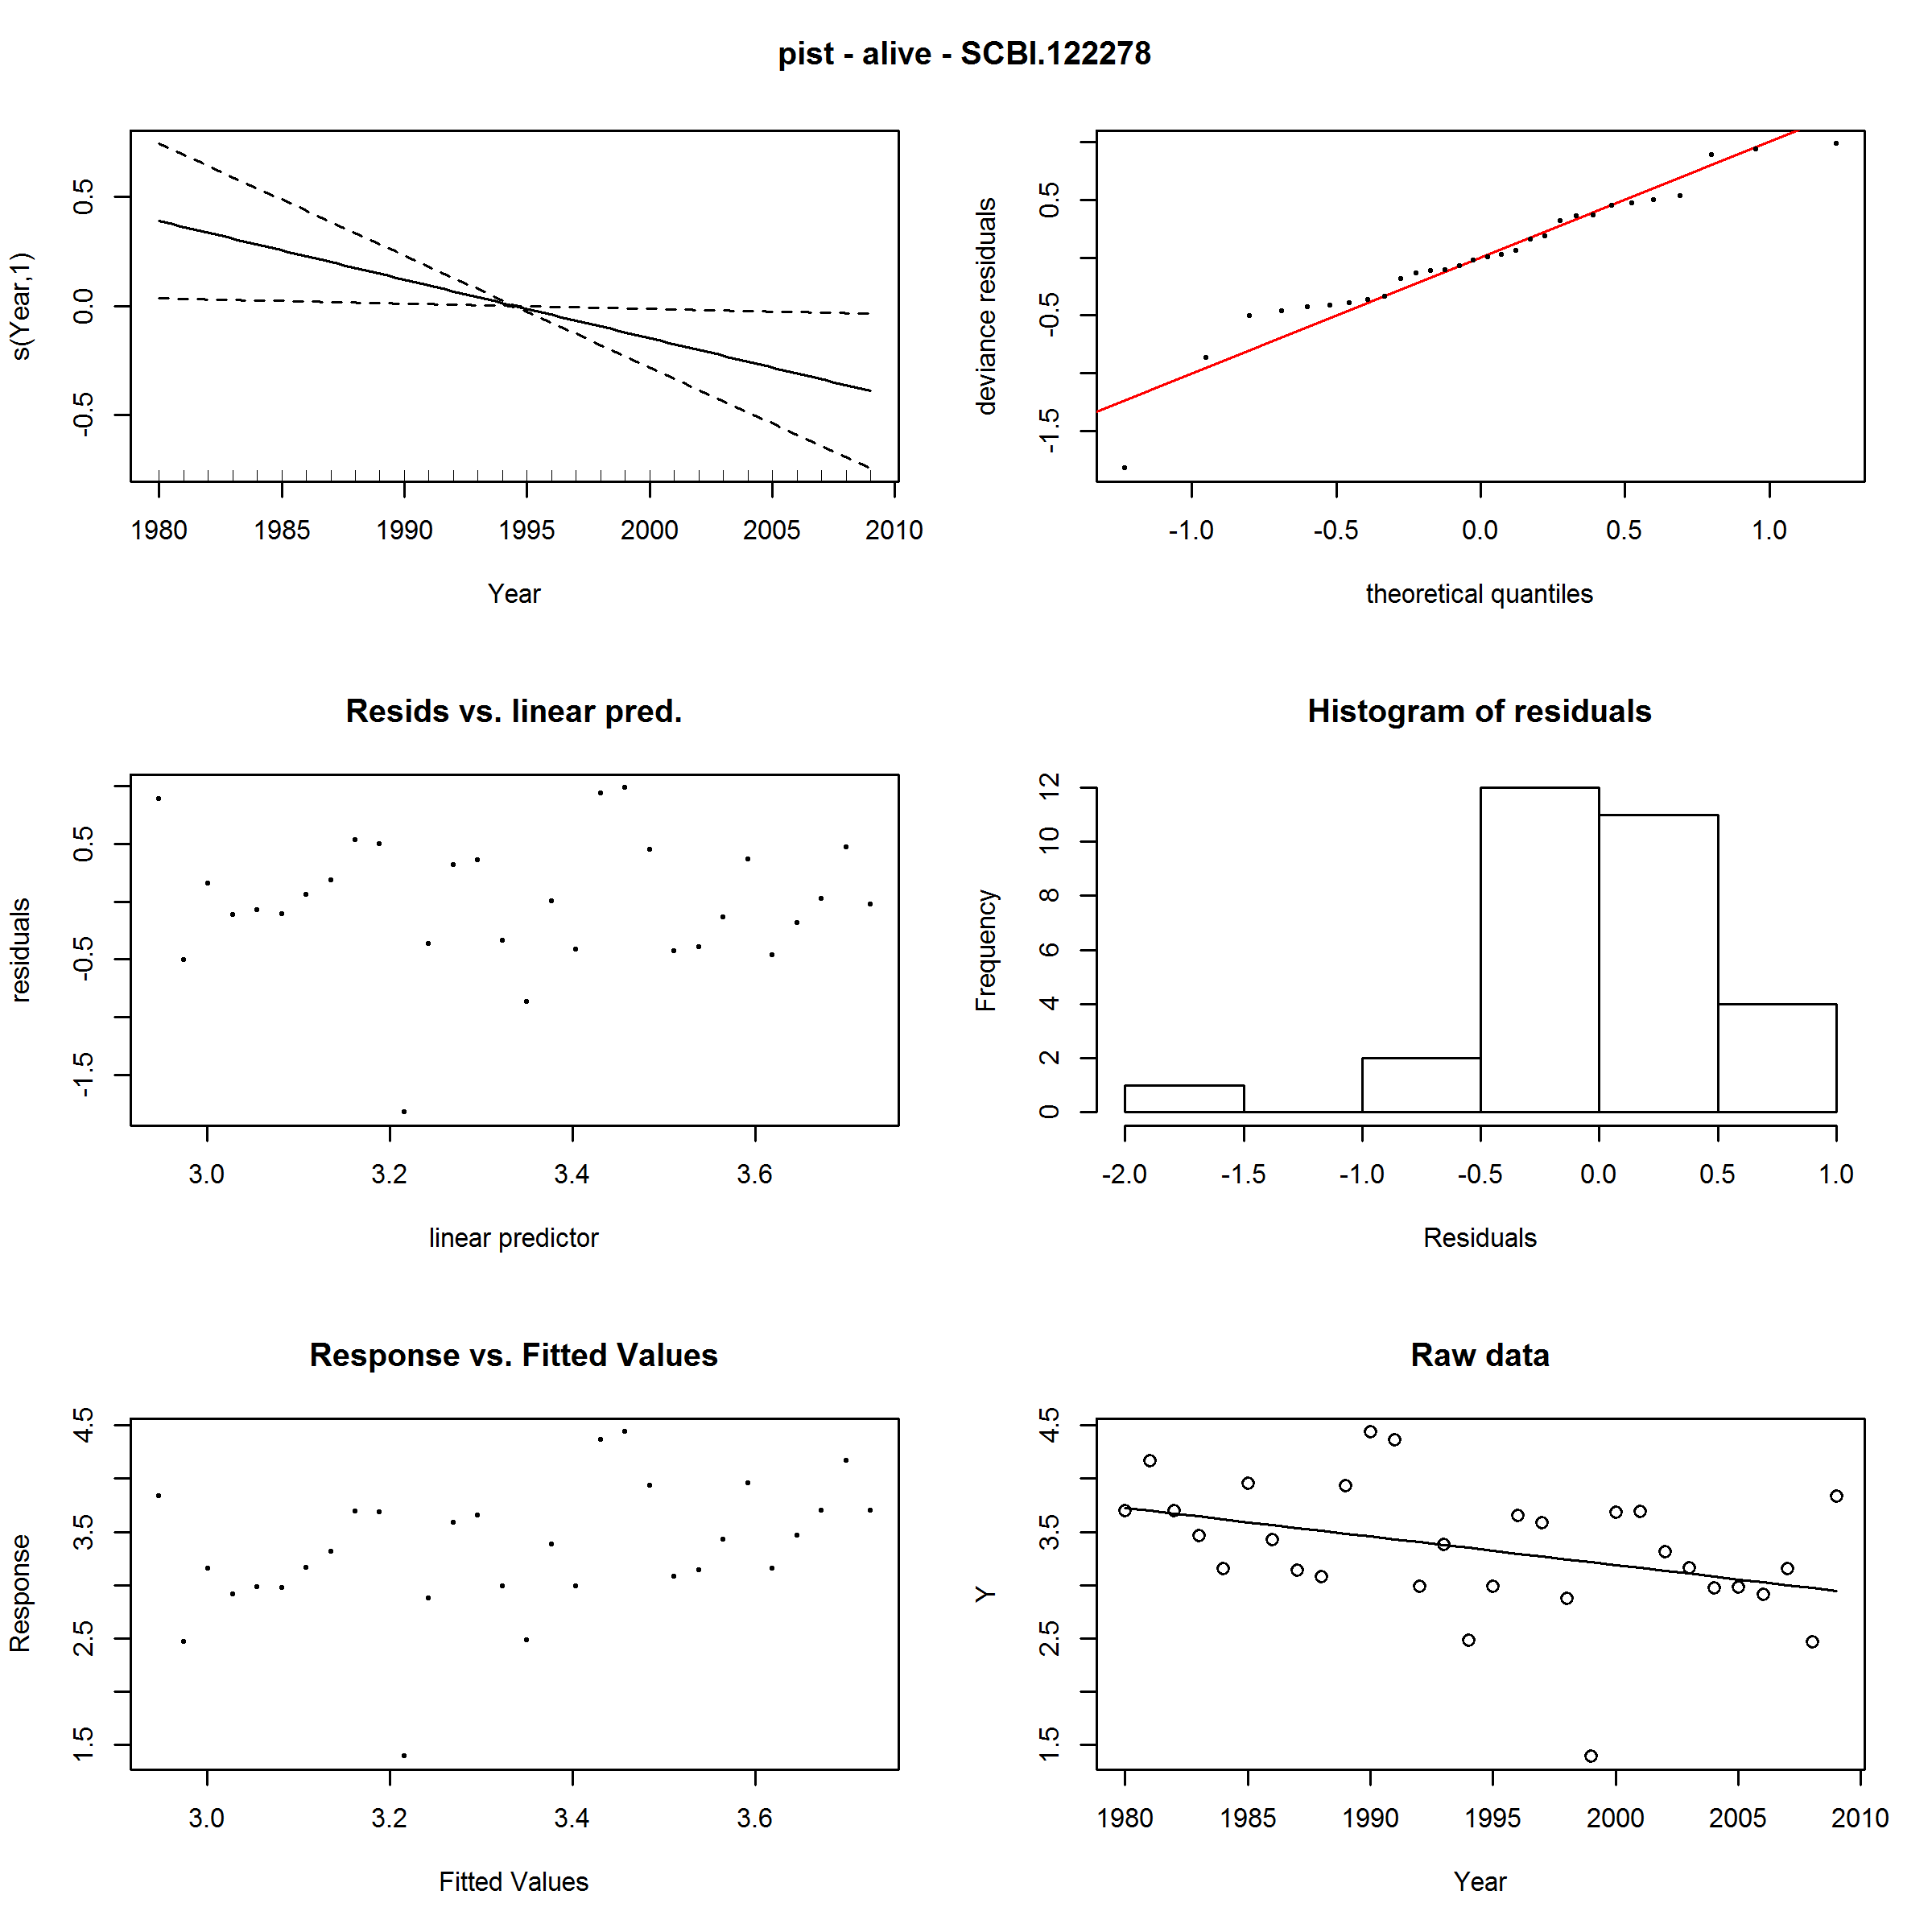 pist - alive - SCBI.122278
s(Year,1)
-0.5 0.0 0.5
1980 1985 1990 1995 2000 2005 2010
Year
deviance residuals
-1.5 -0.5 0.5
-1.0 -0.5 0.0 0.5 1.0
theoretical quantiles
Resids vs. linear pred.
residuals
-1.5 -0.5 0.5
3.0 3.2 3.4 3.6
linear predictor
Histogram of residuals
Frequency
0 2 4 6 8 10 12
-2.0 -1.5 -1.0 -0.5 0.0 0.5 1.0
Residuals
Response vs. Fitted Values
Response
1.5 2.5 3.5 4.5
3.0 3.2 3.4 3.6
Fitted Values
Raw data
Y
1.5 2.5 3.5 4.5
1980 1985 1990 1995 2000 2005 2010
Year